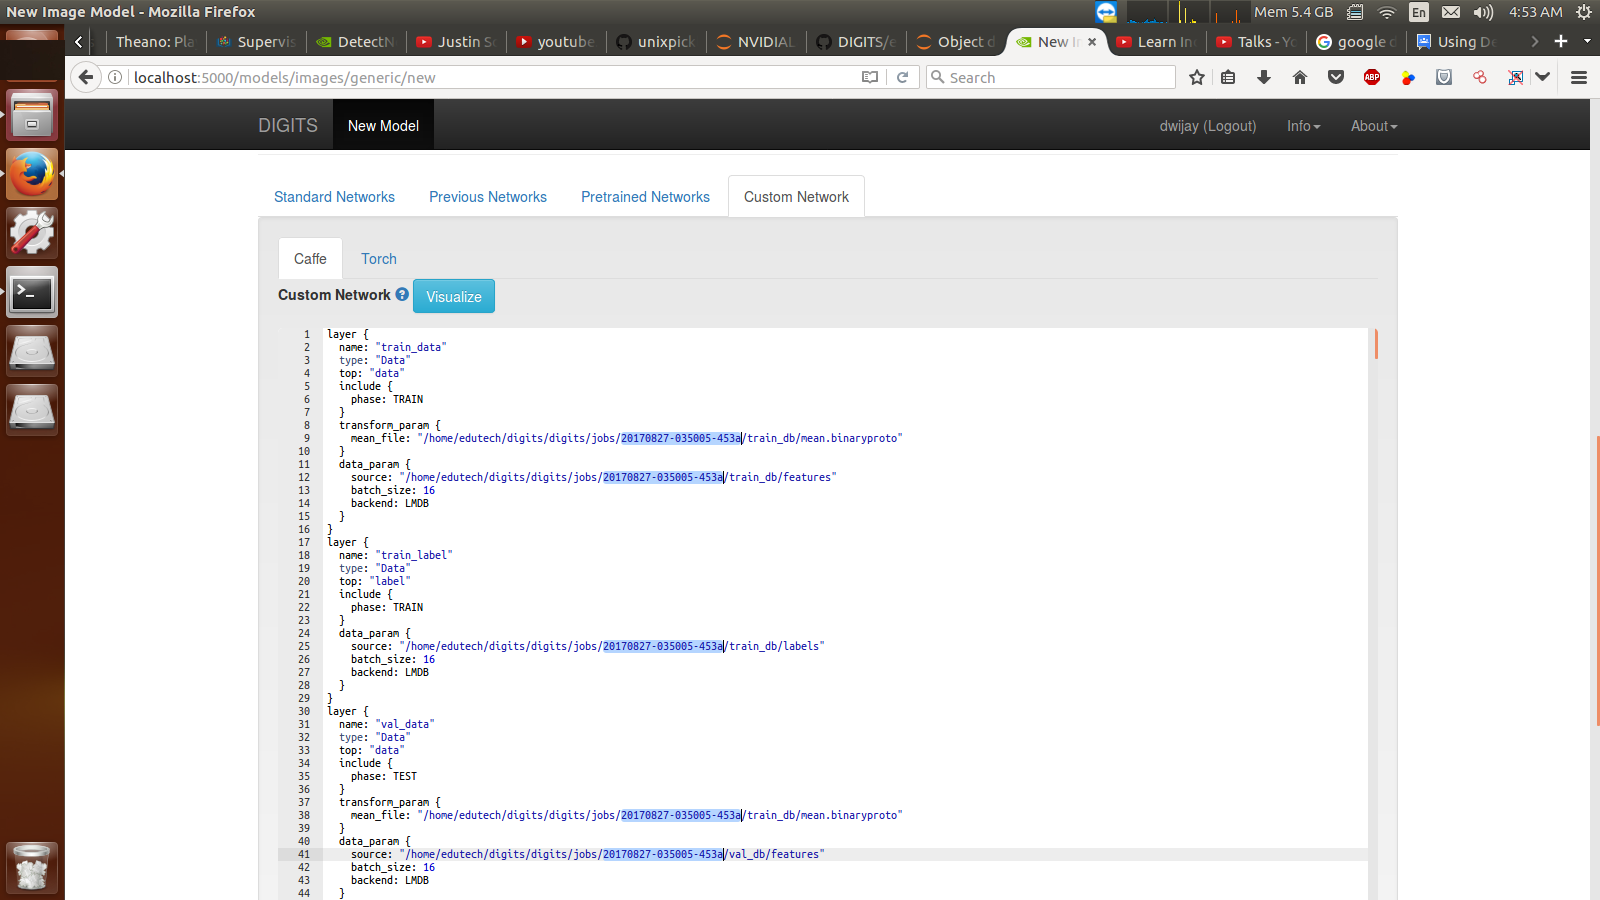 New Image Model - Mozilla Firefox
Mem 5.4 GB En 4:53 AM
Theano: Pla Supervis DetectN Justin Sc youtube unixpick NVIDIAL DIGITS/e Object d New In Learn Inc Talks - Yo google d Using De
localhost:5000/models/images/generic/new
Search
ABP
DIGITS New Model dwijay (Logout) Info About
Standard Networks Previous Networks Pretrained Networks Custom Network
Caffe Torch
Custom Network ? Visualize
1 layer {
2 name: "train_data"
3 type: "Data"
4 top: "data"
5 include {
6 phase: TRAIN
7 }
8 transform_param {
9 mean_file: "/home/edutech/digits/digits/jobs/20170827-035005-453a/train_db/mean.binaryproto"
10 }
11 data_param {
12 source: "/home/edutech/digits/digits/jobs/20170827-035005-453a/train_db/features"
13 batch_size: 16
14 backend: LMDB
15 }
16 }
17 layer {
18 name: "train_label"
19 type: "Data"
20 top: "label"
21 include {
22 phase: TRAIN
23 }
24 data_param {
25 source: "/home/edutech/digits/digits/jobs/20170827-035005-453a/train_db/labels"
26 batch_size: 16
27 backend: LMDB
28 }
29 }
30 layer {
31 name: "val_data"
32 type: "Data"
33 top: "data"
34 include {
35 phase: TEST
36 }
37 transform_param {
38 mean_file: "/home/edutech/digits/digits/jobs/20170827-035005-453a/train_db/mean.binaryproto"
39 }
40 data_param {
41 source: "/home/edutech/digits/digits/jobs/20170827-035005-453a/val_db/features"
42 batch_size: 16
43 backend: LMDB
44 }